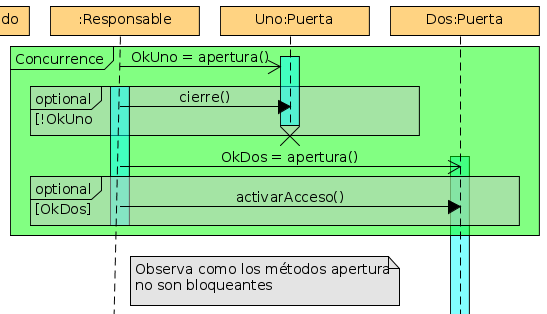 do
:Responsable
Uno:Puerta
Dos:Puerta
Concurrence
OkUno = apertura()
optional
cierre()
[!OkUno
OkDos = apertura()
optional
activarAcceso()
[OkDos]
Observa como los métodos apertura
no son bloqueantes